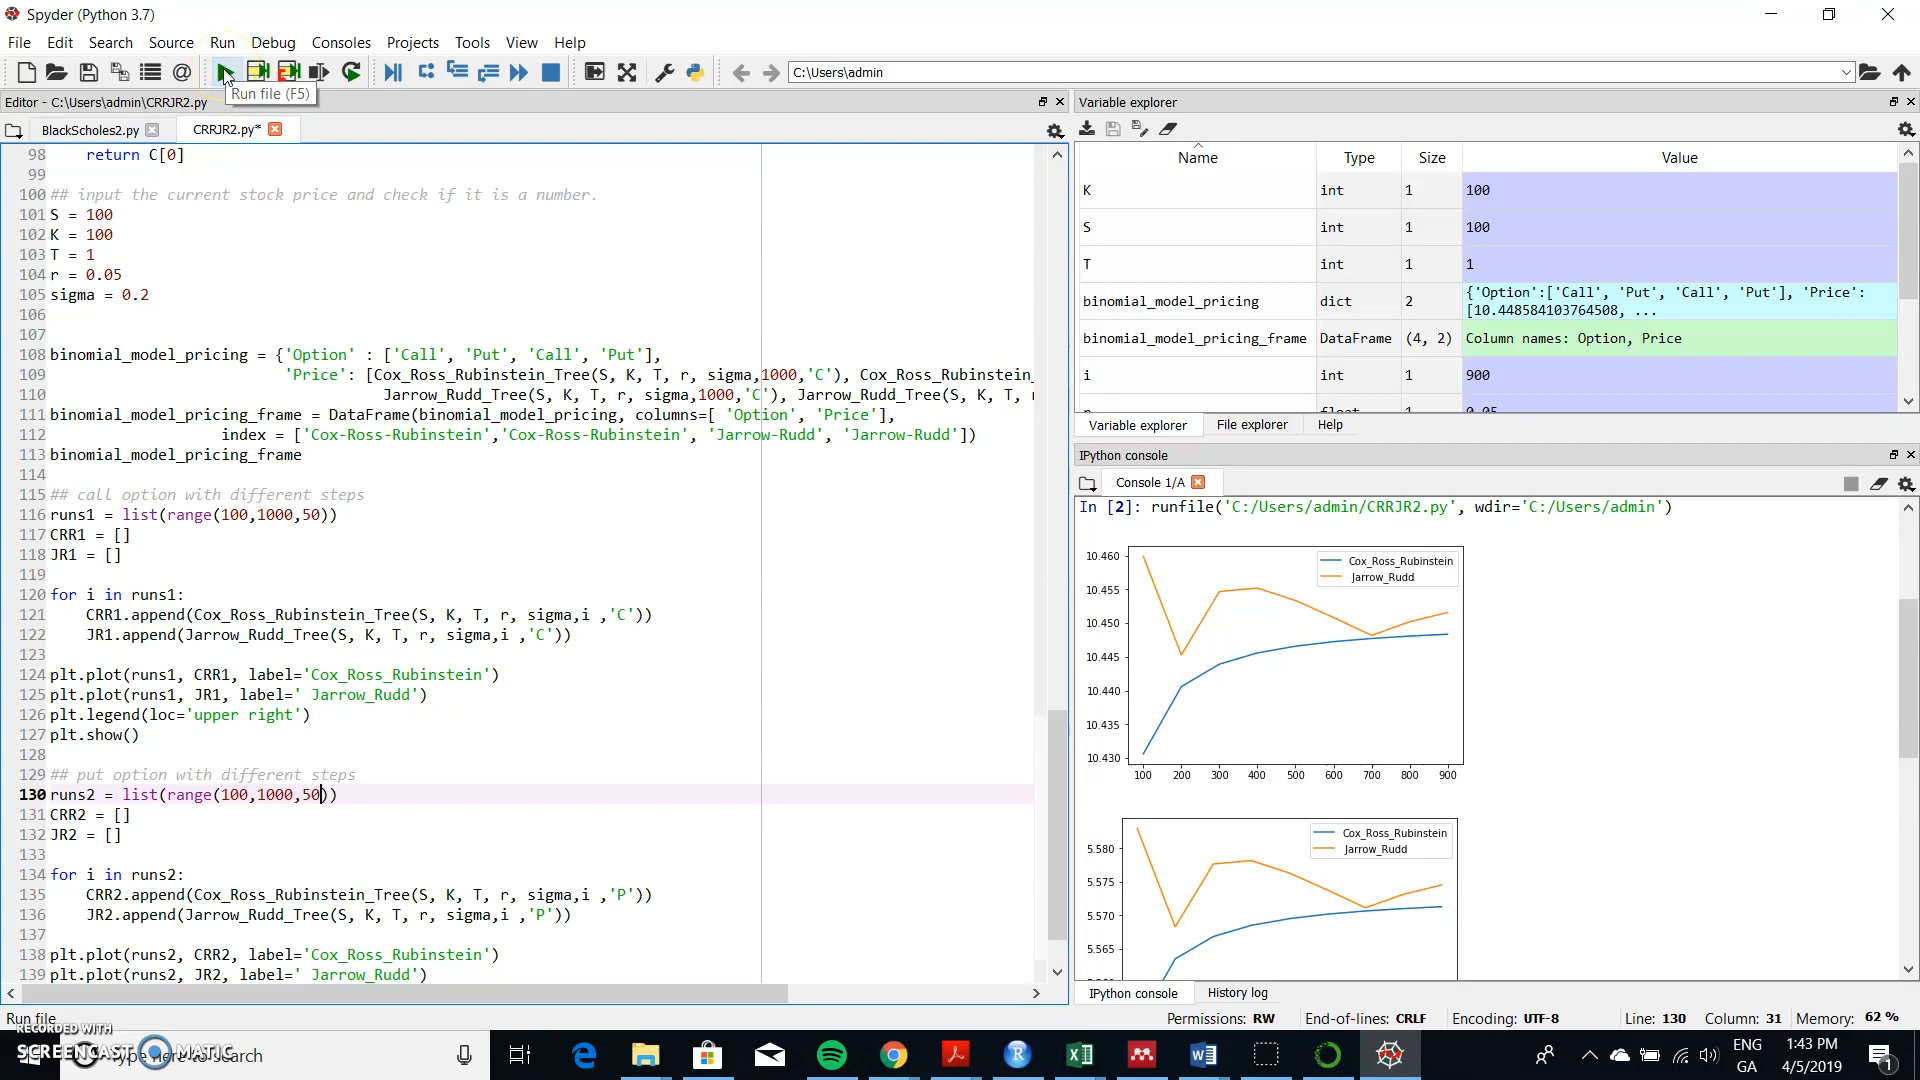 Spyder (Python 3.7)
File Edit Search Source Run Debug Consoles Projects Tools View Help
C:\Users\admin
Run file (F5)
Editor - C:\Users\admin\CRRJR2.py
BlackScholes2.py
CRRJR2.py*
98 return C[0]
99
100 ## input the current stock price and check if it is a number.
101 S = 100
102 K = 100
103 T = 1
104 r = 0.05
105 sigma = 0.2
106
107
108 binomial_model_pricing = {'Option' : ['Call', 'Put', 'Call', 'Put'],
109 'Price': [Cox_Ross_Rubinstein_Tree(S, K, T, r, sigma,1000,'C'), Cox_Ross_Rubinstein_
110 Jarrow_Rudd_Tree(S, K, T, r, sigma,1000,'C'), Jarrow_Rudd_Tree(S, K, T,
111 binomial_model_pricing_frame = DataFrame(binomial_model_pricing, columns=[ 'Option', 'Price'],
112 index = ['Cox-Ross-Rubinstein','Cox-Ross-Rubinstein', 'Jarrow-Rudd', 'Jarrow-Rudd'])
113 binomial_model_pricing_frame
114
115 ## call option with different steps
116 runs1 = list(range(100,1000,50))
117 CRR1 = []
118 JR1 = []
119
120 for i in runs1:
121 CRR1.append(Cox_Ross_Rubinstein_Tree(S, K, T, r, sigma,i ,'C'))
122 JR1.append(Jarrow_Rudd_Tree(S, K, T, r, sigma,i ,'C'))
123
124 plt.plot(runs1, CRR1, label='Cox_Ross_Rubinstein')
125 plt.plot(runs1, JR1, label=' Jarrow_Rudd')
126 plt.legend(loc='upper right')
127 plt.show()
128
129 ## put option with different steps
130 runs2 = list(range(100,1000,50))
131 CRR2 = []
132 JR2 = []
133
134 for i in runs2:
135 CRR2.append(Cox_Ross_Rubinstein_Tree(S, K, T, r, sigma,i ,'P'))
136 JR2.append(Jarrow_Rudd_Tree(S, K, T, r, sigma,i ,'P'))
137
138 plt.plot(runs2, CRR2, label='Cox_Ross_Rubinstein')
139 plt.plot(runs2, JR2, label=' Jarrow_Rudd')
Variable explorer
Name Type Size Value
K int 1 100
S int 1 100
T int 1 1
binomial_model_pricing dict 2 {'Option':['Call', 'Put', 'Call', 'Put'], 'Price':
[10.448584103764508, ...
binomial_model_pricing_frame DataFrame (4, 2) Column names: Option, Price
i int 1 900
float 1 0.05
Variable explorer File explorer Help
IPython console
Console 1/A
In [2]: runfile('C:/Users/admin/CRRJR2.py', wdir='C:/Users/admin')
Cox_Ross_Rubinstein
Jarrow_Rudd
10.460
10.455
10.450
10.445
10.440
10.435
10.430
100 200 300 400 500 600 700 800 900
Cox_Ross_Rubinstein
Jarrow_Rudd
5.580
5.575
5.570
5.565
IPython console History log
Run file
Permissions: RW End-of-lines: CRLF Encoding: UTF-8 Line: 130 Column: 31 Memory: 62 %
RECORDED WITH
SCREENCAST MATIC
Type here to search
ENG
GA
1:43 PM
4/5/2019
1